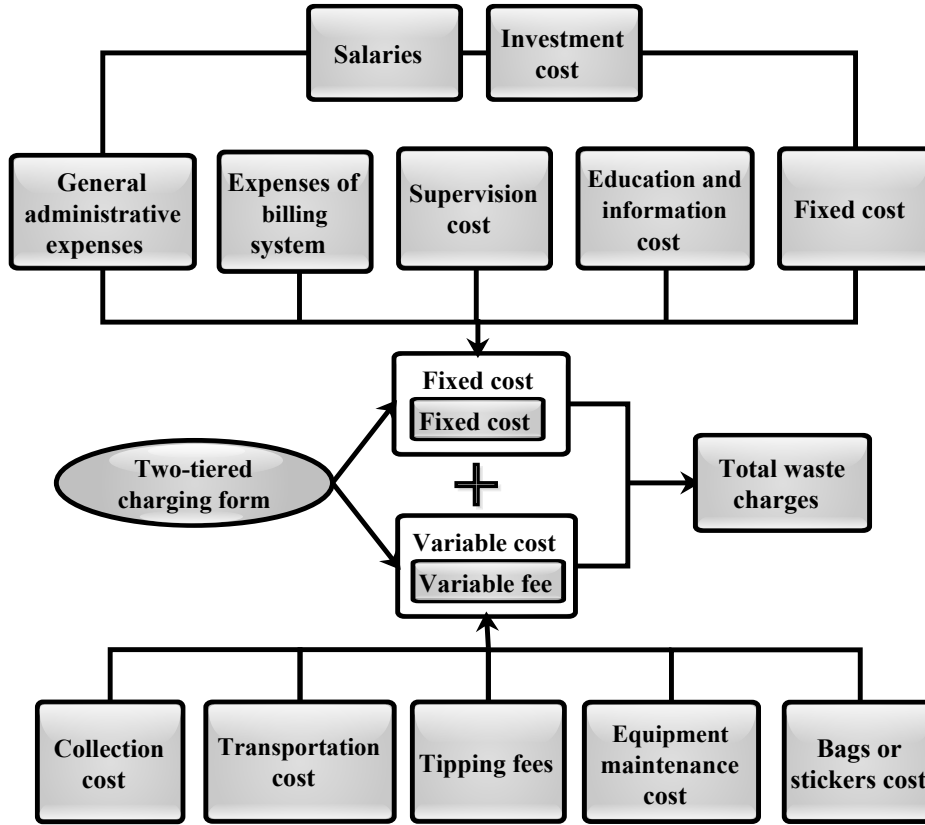 Salaries
Investment
cost
General
administrative
expenses
Expenses of
billing
system
Supervision
cost
Education and
information
cost
Fixed cost
Fixed cost
Fixed cost
Two-tiered
charging form
Total waste
charges
Variable cost
Variable fee
Collection
cost
Transportation
cost
Tipping fees
Equipment
maintenance
cost
Bags or
stickers cost